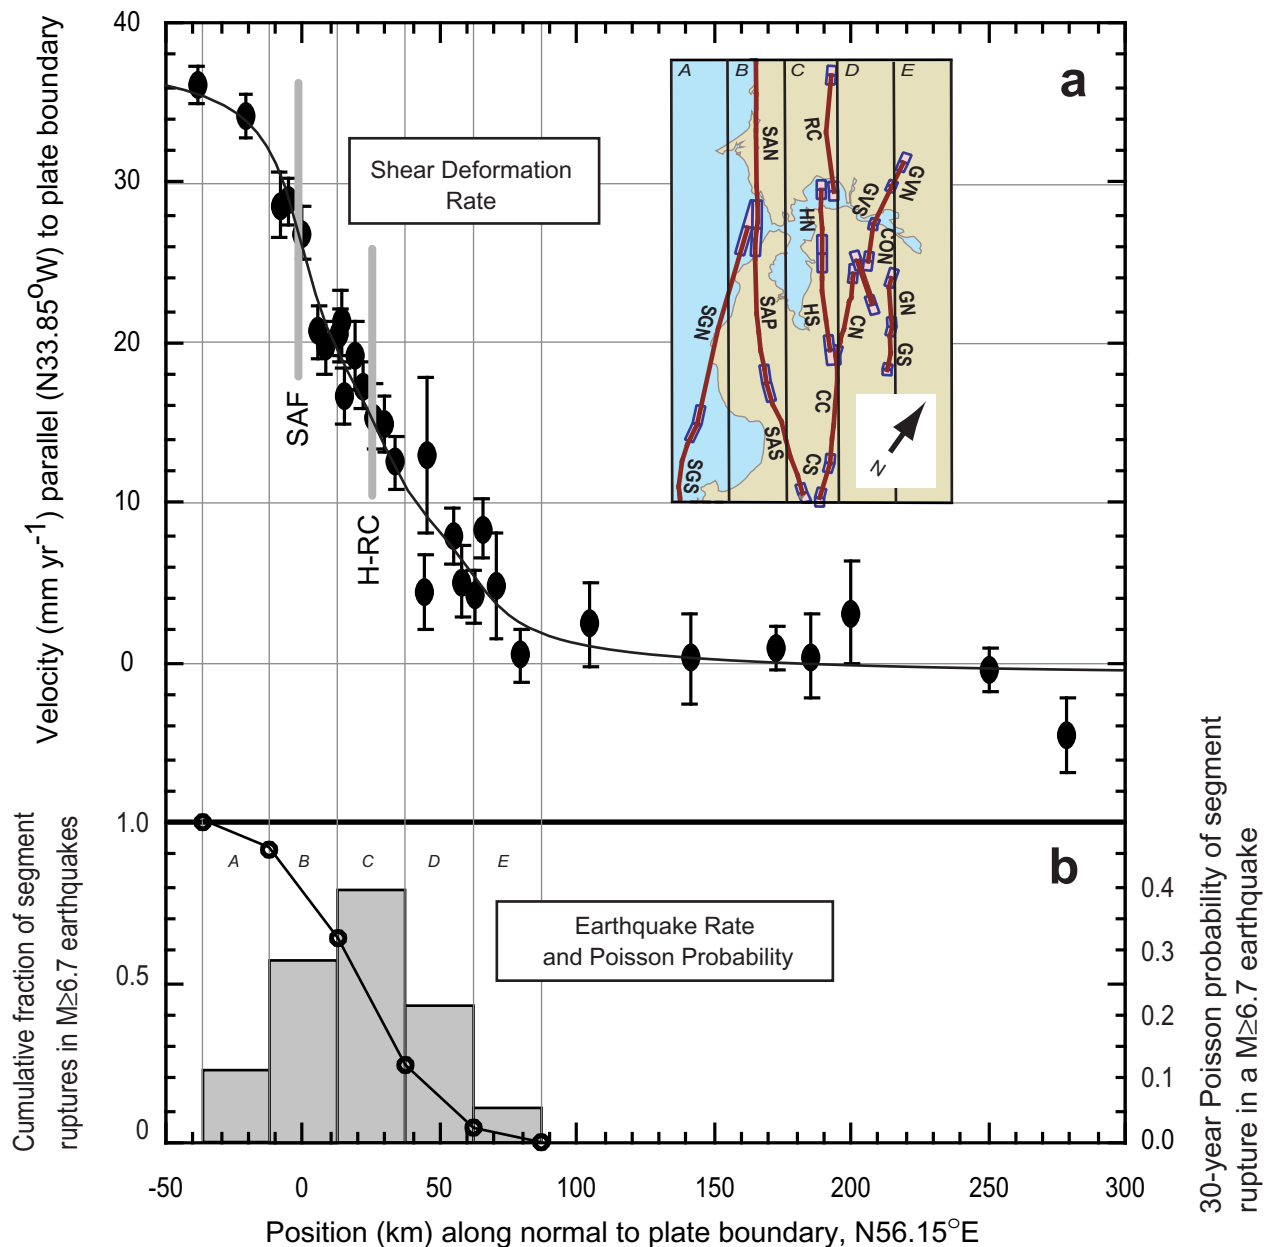 Velocity (mm yr⁻¹) parallel (N33.85°W) to plate boundary
40
30
20
10
0
a
Shear Deformation
Rate
SAF
H-RC
A
B
C
D
E
SAN
RC
GVN
GVS
HN
CON
SGN
SAP
HS
CN
GN
GS
CC
SAS
CS
SGS
N
Cumulative fraction of segment
ruptures in M≥6.7 earthquakes
1.0
0.5
0
b
A
B
C
D
E
Earthquake Rate
and Poisson Probability
0.4
0.3
0.2
0.1
0.0
30-year Poisson probability of segment
rupture in a M≥6.7 earthquake
-50 0 50 100 150 200 250 300
Position (km) along normal to plate boundary, N56.15°E